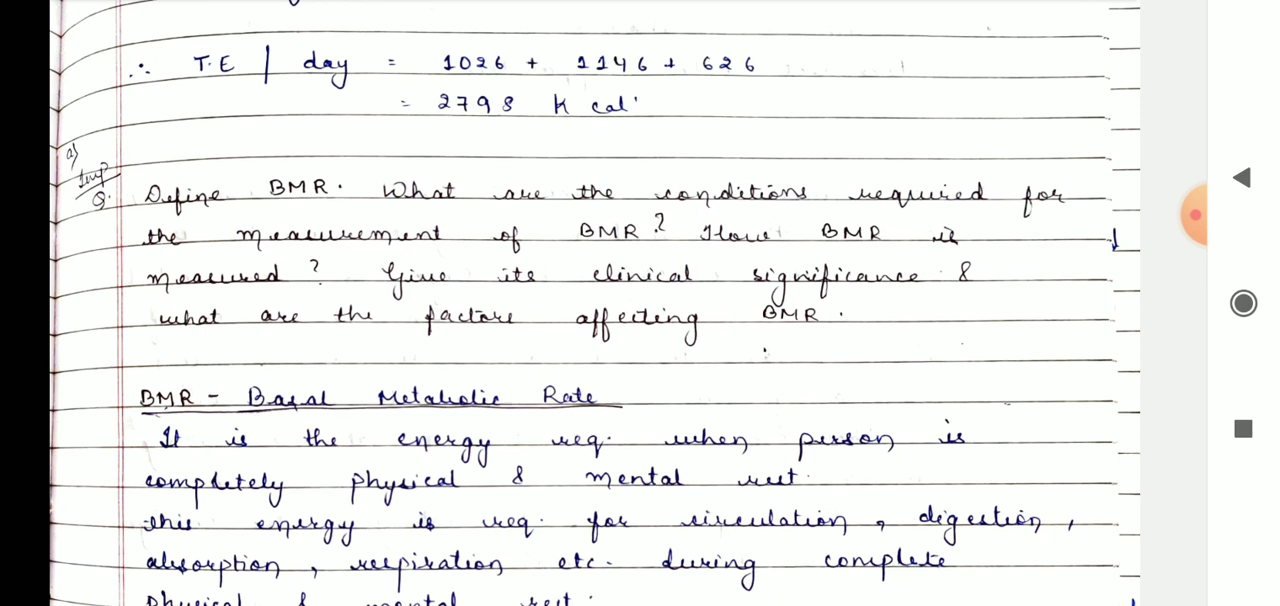 ∴ T.E / day = 1026 + 1146 + 626
= 2798 K cal
a)
Imp
Q. Define BMR. What are the conditions required for
the measurement of BMR? How BMR is
measured? Give its clinical significance &
what are the factors affecting BMR.
BMR - Basal Metabolic Rate
It is the energy req. when person is
completely physical & mental rest.
this energy is req. for circulation, digestion,
absorption, respiration etc. during complete
physical & mental rest.